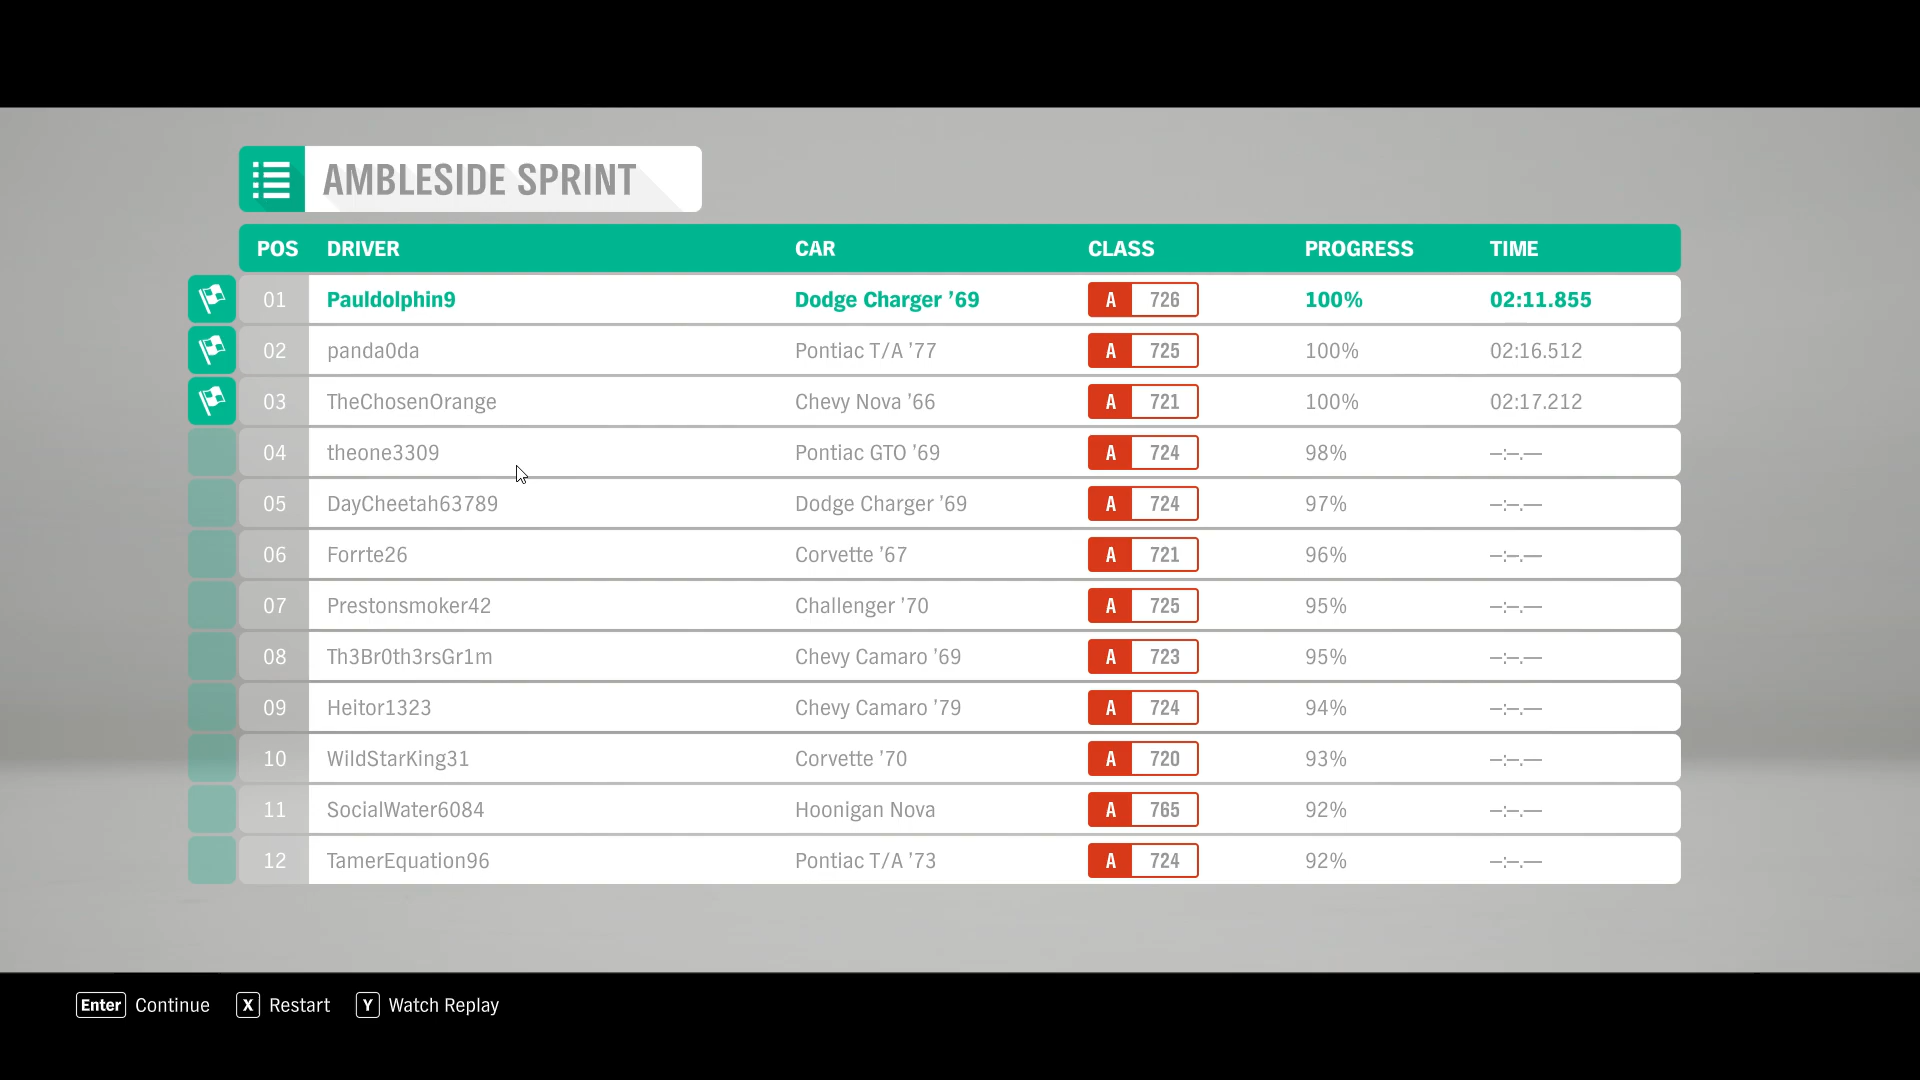 AMBLESIDE SPRINT
POS DRIVER CAR CLASS PROGRESS TIME
01 Pauldolphin9 Dodge Charger ’69 A 726 100% 02:11.855
02 panda0da Pontiac T/A ’77 A 725 100% 02:16.512
03 TheChosenOrange Chevy Nova ’66 A 721 100% 02:17.212
04 theone3309 Pontiac GTO ’69 A 724 98% –:–.—
05 DayCheetah63789 Dodge Charger ’69 A 724 97% –:–.—
06 Forrte26 Corvette ’67 A 721 96% –:–.—
07 Prestonsmoker42 Challenger ’70 A 725 95% –:–.—
08 Th3Br0th3rsGr1m Chevy Camaro ’69 A 723 95% –:–.—
09 Heitor1323 Chevy Camaro ’79 A 724 94% –:–.—
10 WildStarKing31 Corvette ’70 A 720 93% –:–.—
11 SocialWater6084 Hoonigan Nova A 765 92% –:–.—
12 TamerEquation96 Pontiac T/A ’73 A 724 92% –:–.—
Enter Continue X Restart Y Watch Replay